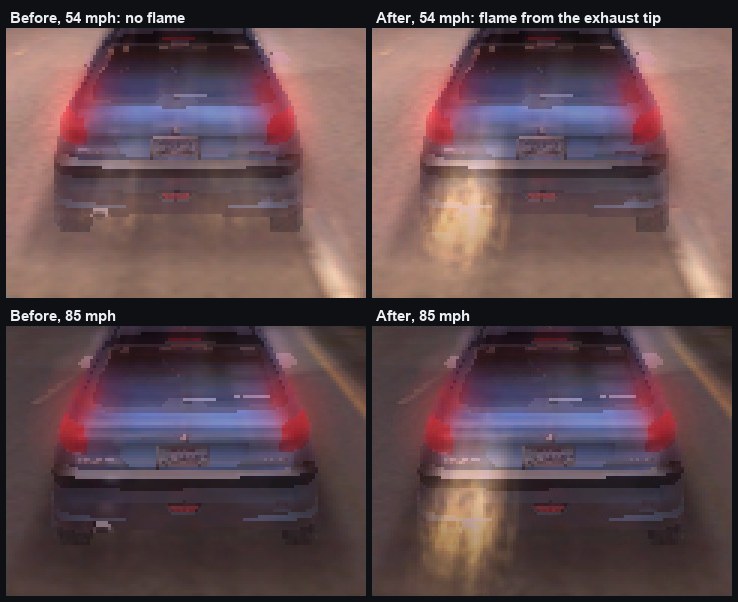 Before, 54 mph: no flame
After, 54 mph: flame from the exhaust tip
Before, 85 mph
After, 85 mph